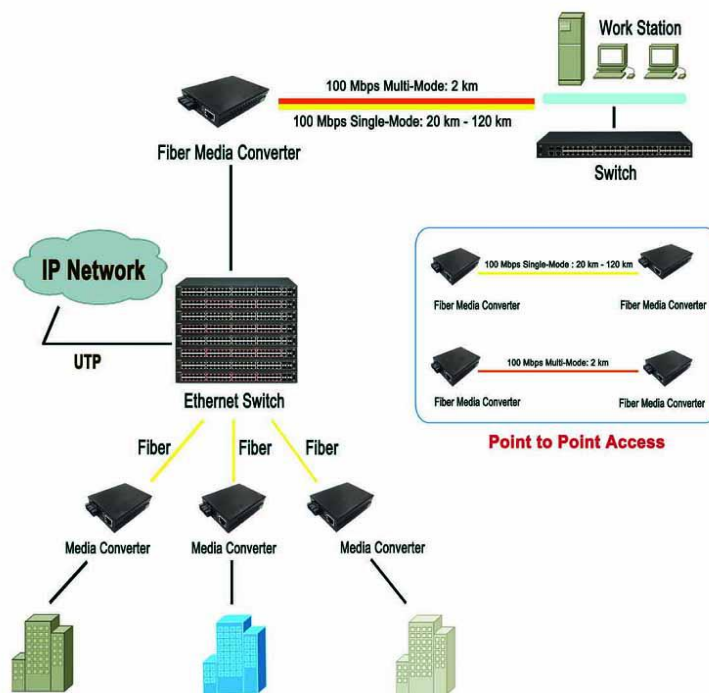 Work Station
100 Mbps Multi-Mode: 2 km
100 Mbps Single-Mode: 20 km - 120 km
Fiber Media Converter
Switch
IP Network
UTP
Ethernet Switch
100 Mbps Single-Mode : 20 km - 120 km
Fiber Media Converter
Fiber Media Converter
100 Mbps Multi-Mode: 2 km
Fiber Media Converter
Fiber Media Converter
Point to Point Access
Fiber
Fiber
Fiber
Media Converter
Media Converter
Media Converter